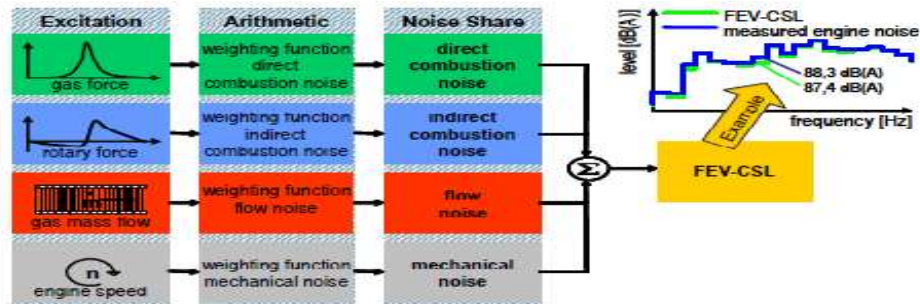 Excitation
Arithmetic
Noise Share
gas force
weighting function
direct
combustion noise
direct
combustion
noise
rotary force
weighting function
indirect
combustion noise
indirect
combustion
noise
gas mass flow
weighting function
flow noise
flow
noise
n
engine speed
weighting function
mechanical noise
mechanical
noise
Σ
FEV-CSL
Example
level [dB(A)]
FEV-CSL
measured engine noise
88,3 dB(A)
87,4 dB(A)
frequency [Hz]